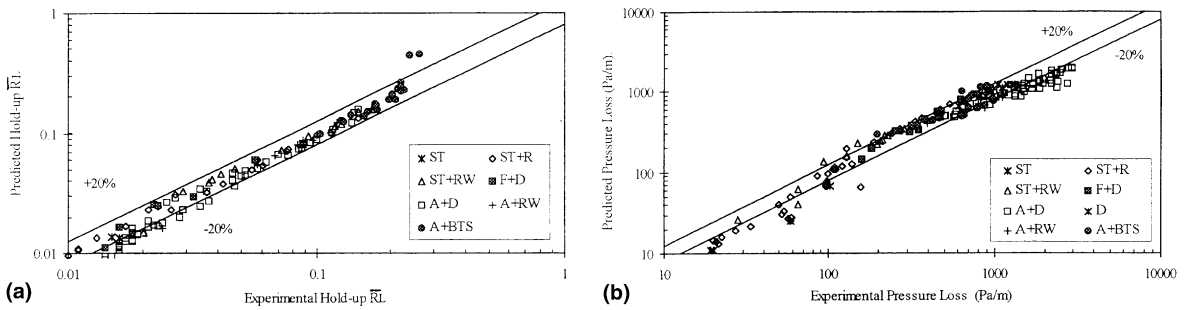 1
0.1
0.01
Predicted Hold-up RL
+20%
-20%
ST
ST+R
ST+RW
F+D
A+D
A+RW
A+BTS
0.01
0.1
1
Experimental Hold-up RL
(a)
10000
1000
100
10
Predicted Pressure Loss (Pa/m)
+20%
-20%
ST
ST+R
ST+RW
F+D
A+D
D
A+RW
A+BTS
10
100
1000
10000
Experimental Pressure Loss (Pa/m)
(b)